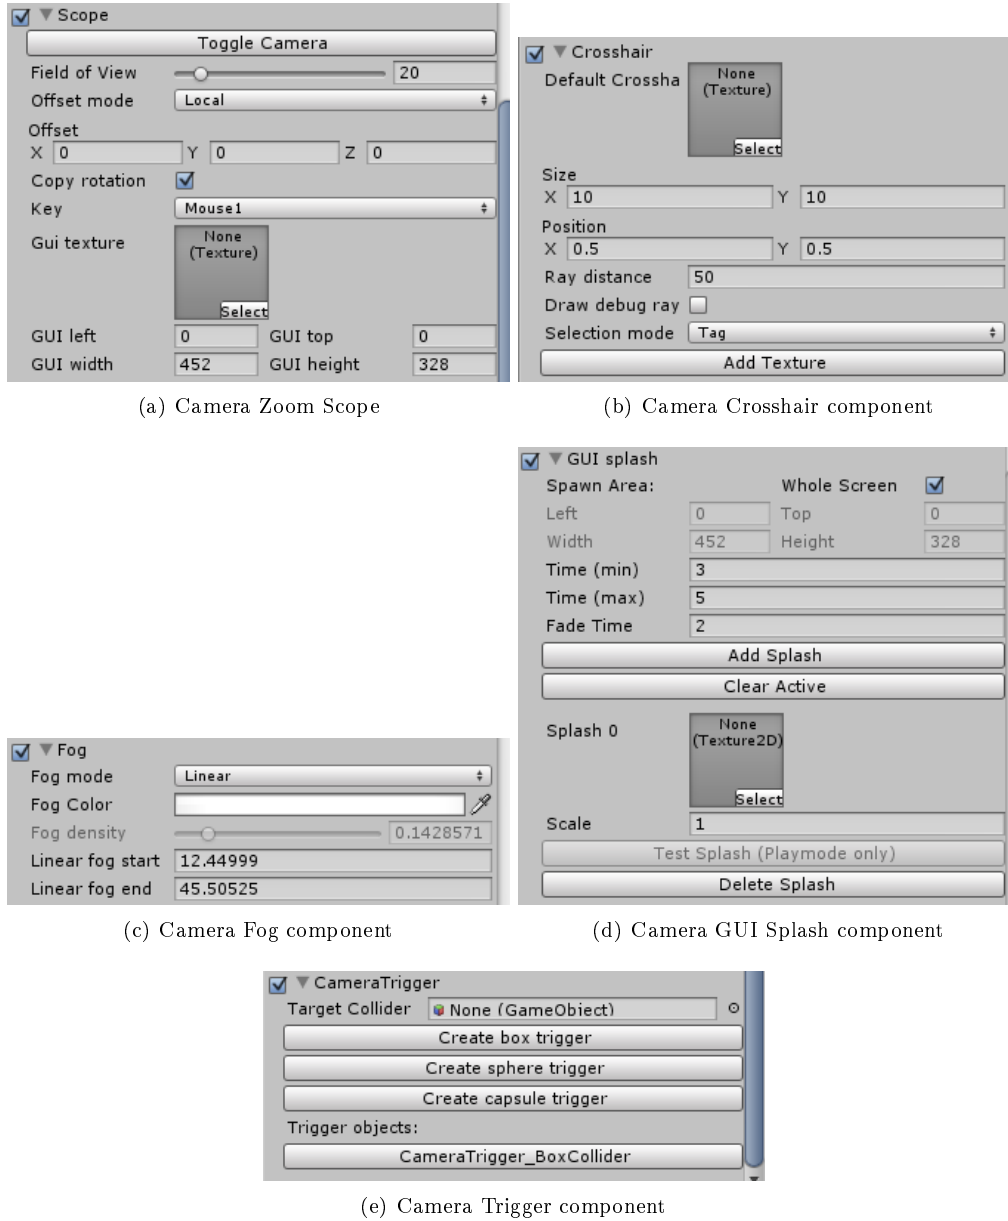 Scope
Toggle Camera
Field of View 20
Offset mode Local
Offset
X 0 Y 0 Z 0
Copy rotation
Key Mouse1
Gui texture None
(Texture)
Select
GUI left 0 GUI top 0
GUI width 452 GUI height 328
(a) Camera Zoom Scope
Crosshair
Default Crossha None
(Texture)
Select
Size
X 10 Y 10
Position
X 0.5 Y 0.5
Ray distance 50
Draw debug ray
Selection mode Tag
Add Texture
(b) Camera Crosshair component
Fog
Fog mode Linear
Fog Color
Fog density 0.1428571
Linear fog start 12.44999
Linear fog end 45.50525
(c) Camera Fog component
GUI splash
Spawn Area: Whole Screen
Left 0 Top 0
Width 452 Height 328
Time (min) 3
Time (max) 5
Fade Time 2
Add Splash
Clear Active
Splash 0 None
(Texture2D)
Select
Scale 1
Test Splash (Playmode only)
Delete Splash
(d) Camera GUI Splash component
CameraTrigger
Target Collider None (GameObject)
Create box trigger
Create sphere trigger
Create capsule trigger
Trigger objects:
CameraTrigger_BoxCollider
(e) Camera Trigger component